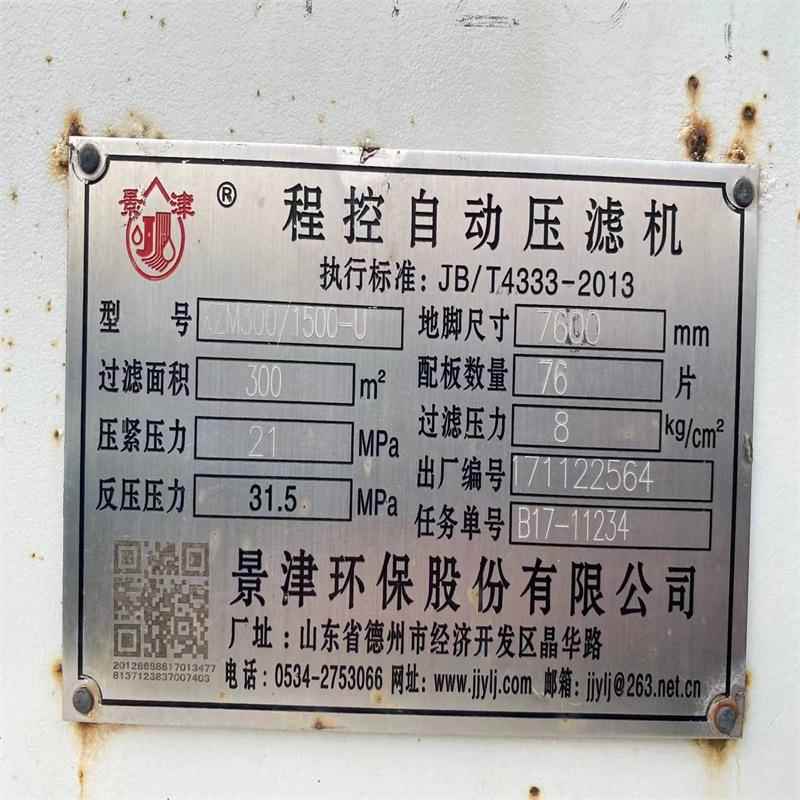 景津 ® 程控自动压滤机
执行标准: JB/T4333-2013
型号 XZM300/1500-U 地脚尺寸 7600 mm
过滤面积 300 m² 配板数量 76 片
压紧压力 21 MPa 过滤压力 8 kg/cm²
反压压力 31.5 MPa 出厂编号 171122564
任务单号 B17-11234
景津环保股份有限公司
厂址: 山东省德州市经济开发区晶华路
电话: 0534-2753066 网址: www.jjylj.com 邮箱: jjylj@263.net.cn
20126698817013477
8137123837007403